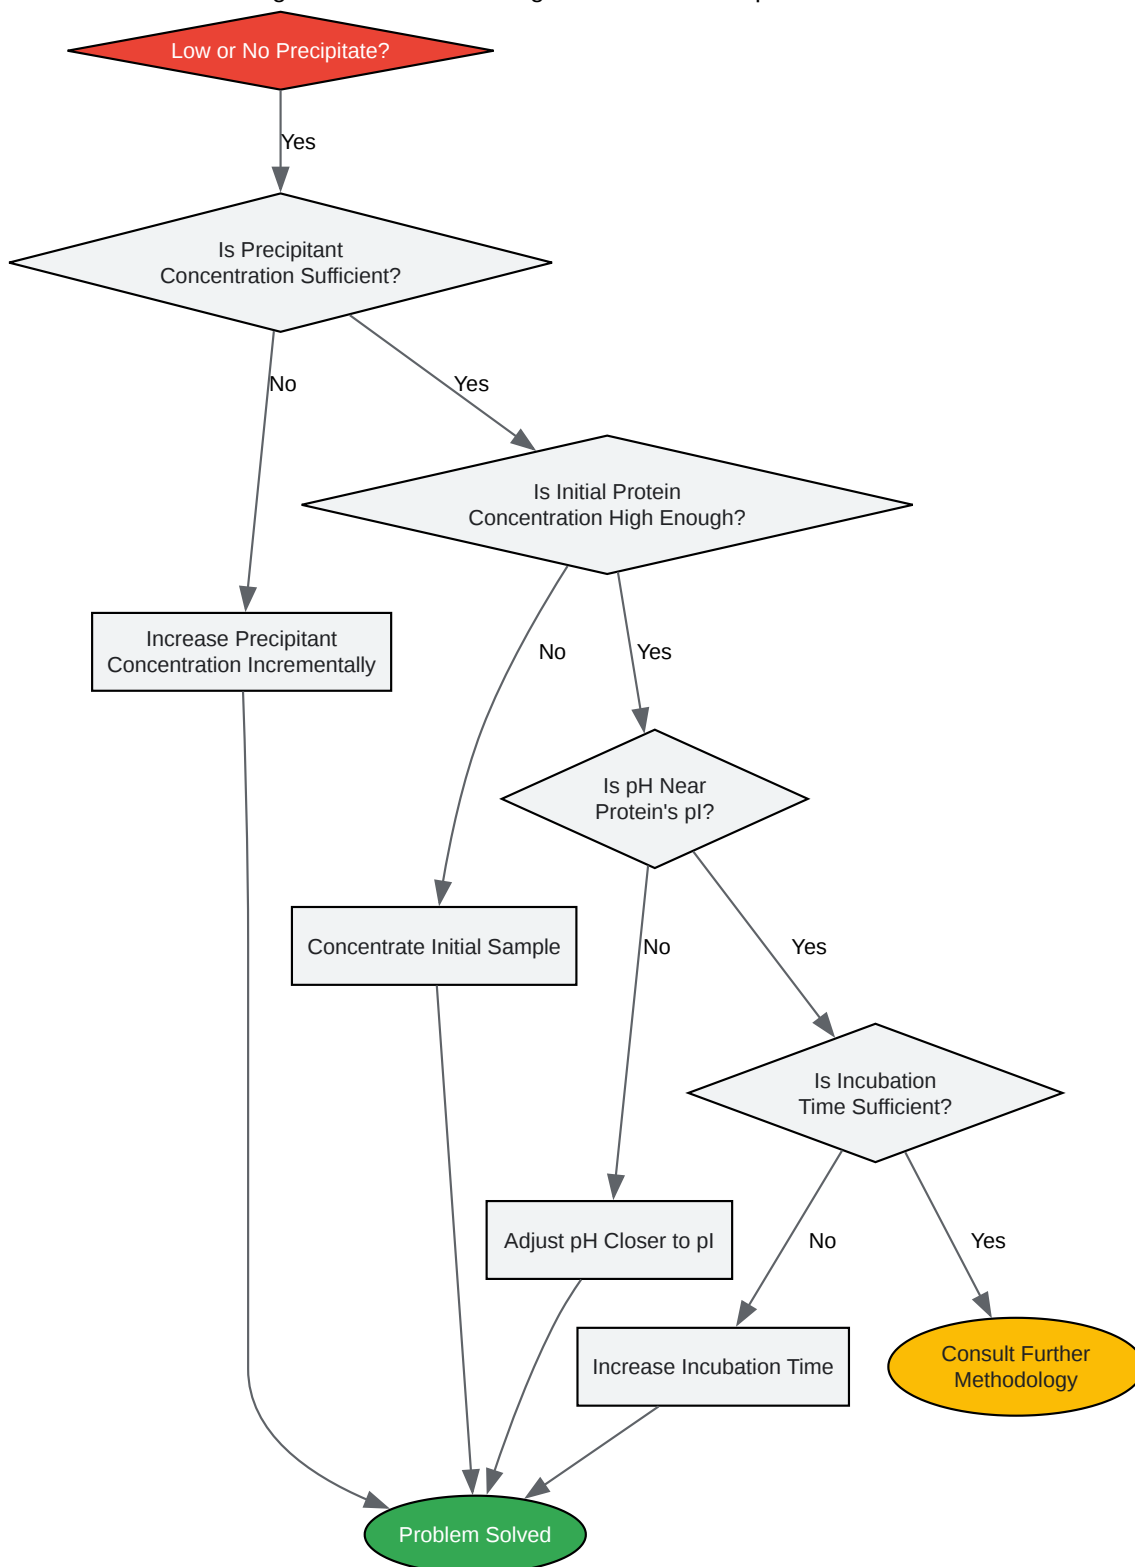 Low or No Precipitate?
Yes
Is Precipitant
Concentration Sufficient?
No
Yes
Is Initial Protein
Concentration High Enough?
Increase Precipitant
Concentration Incrementally
No
Yes
Is pH Near
Protein's pI?
Concentrate Initial Sample
No
Yes
Is Incubation
Time Sufficient?
Adjust pH Closer to pI
No
Yes
Increase Incubation Time
Consult Further
Methodology
Problem Solved